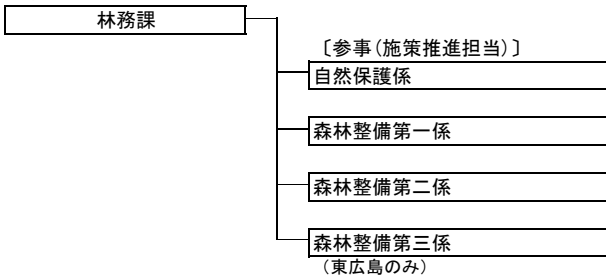 林務課
〔参事(施策推進担当)〕
自然保護係
森林整備第一係
森林整備第二係
森林整備第三係
(東広島のみ)